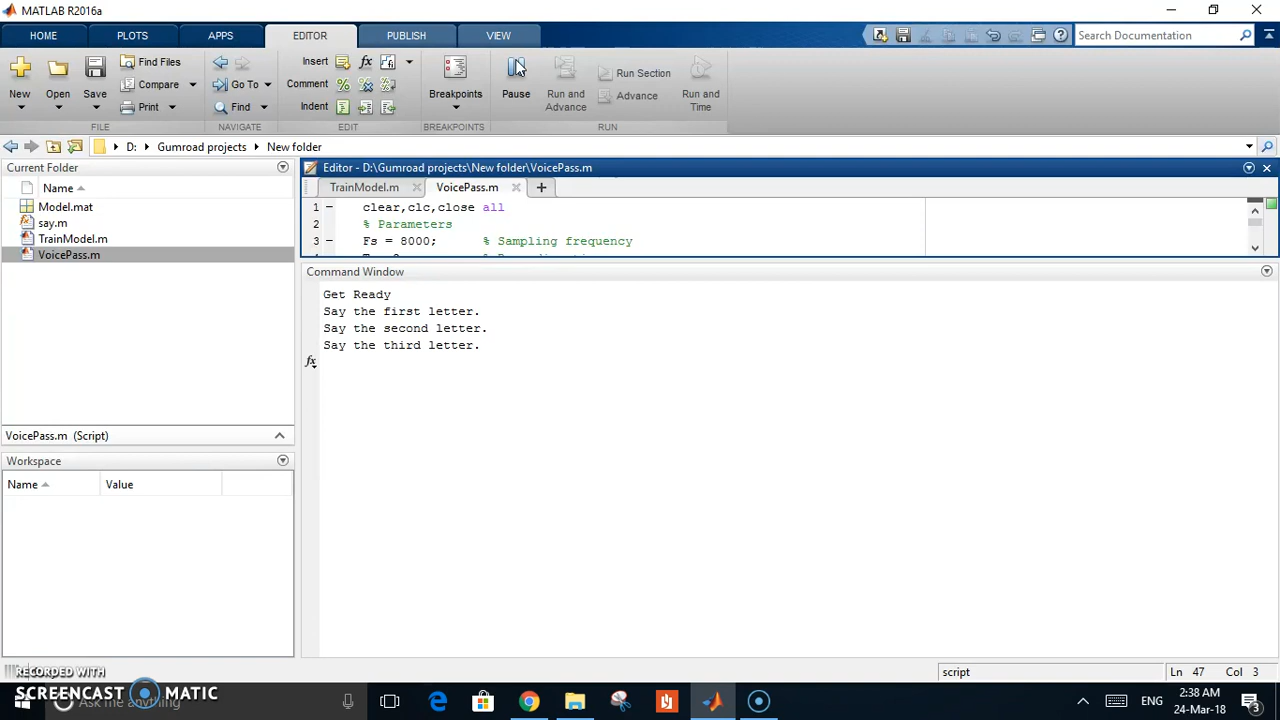 MATLAB R2016a
HOME PLOTS APPS EDITOR PUBLISH VIEW
Search Documentation
New Open Save Find Files Compare Print
Go To Find
Insert Comment Indent
Breakpoints Pause Run and Advance Run Section Advance Run and Time
FILE NAVIGATE EDIT BREAKPOINTS RUN
D: Gumroad projects New folder
Current Folder
Name
Model.mat
say.m
TrainModel.m
VoicePass.m
VoicePass.m (Script)
Workspace
Name Value
Editor - D:\Gumroad projects\New folder\VoicePass.m
TrainModel.m VoicePass.m
1 clear,clc,close all
2 % Parameters
3 Fs = 8000; % Sampling frequency
Command Window
Get Ready
Say the first letter.
Say the second letter.
Say the third letter.
fx
script Ln 47 Col 3
RECORDED WITH
SCREENCAST MATIC
Ask me anything
ENG
2:38 AM
24-Mar-18
3